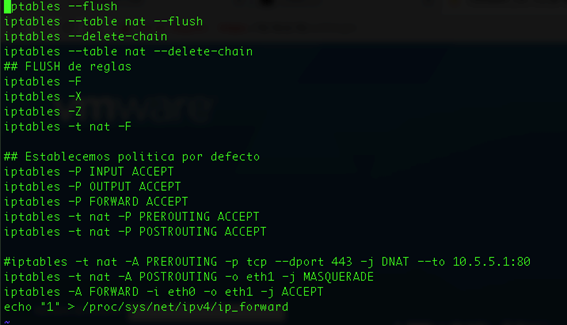 iptables --flush
iptables --table nat --flush
iptables --delete-chain
iptables --table nat --delete-chain
## FLUSH de reglas
iptables -F
iptables -X
iptables -Z
iptables -t nat -F
## Establecemos politica por defecto
iptables -P INPUT ACCEPT
iptables -P OUTPUT ACCEPT
iptables -P FORWARD ACCEPT
iptables -t nat -P PREROUTING ACCEPT
iptables -t nat -P POSTROUTING ACCEPT
#iptables -t nat -A PREROUTING -p tcp --dport 443 -j DNAT --to 10.5.5.1:80
iptables -t nat -A POSTROUTING -o eth1 -j MASQUERADE
iptables -A FORWARD -i eth0 -o eth1 -j ACCEPT
echo "1" > /proc/sys/net/ipv4/ip_forward
~